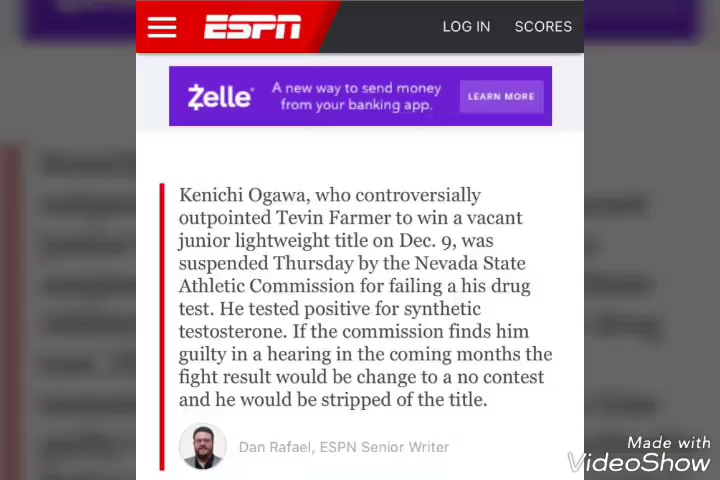 ESPN LOG IN SCORES
Zelle® A new way to send money LEARN MORE
from your banking app.
Kenichi Ogawa, who controversially
outpointed Tevin Farmer to win a vacant
junior lightweight title on Dec. 9, was
suspended Thursday by the Nevada State
Athletic Commission for failing a his drug
test. He tested positive for synthetic
testosterone. If the commission finds him
guilty in a hearing in the coming months the
fight result would be change to a no contest
and he would be stripped of the title.
Dan Rafael, ESPN Senior Writer
Made with
VideoShow